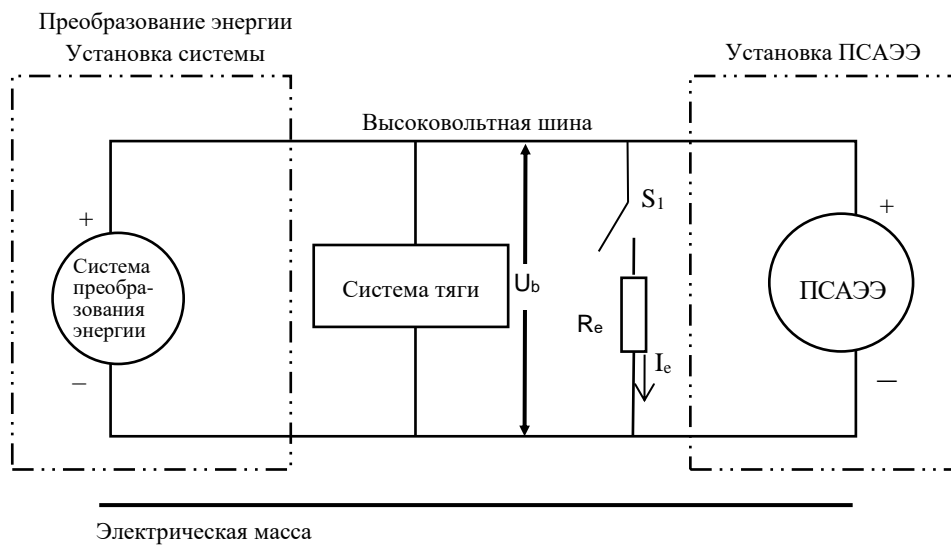 Преобразование энергии
Установка системы
Установка ПСАЭЭ
Высоковольтная шина
S1
+
+
Система
преобра-
зования
энергии
Система тяги
Ub
Re
ПСАЭЭ
Ie
–
–
Электрическая масса